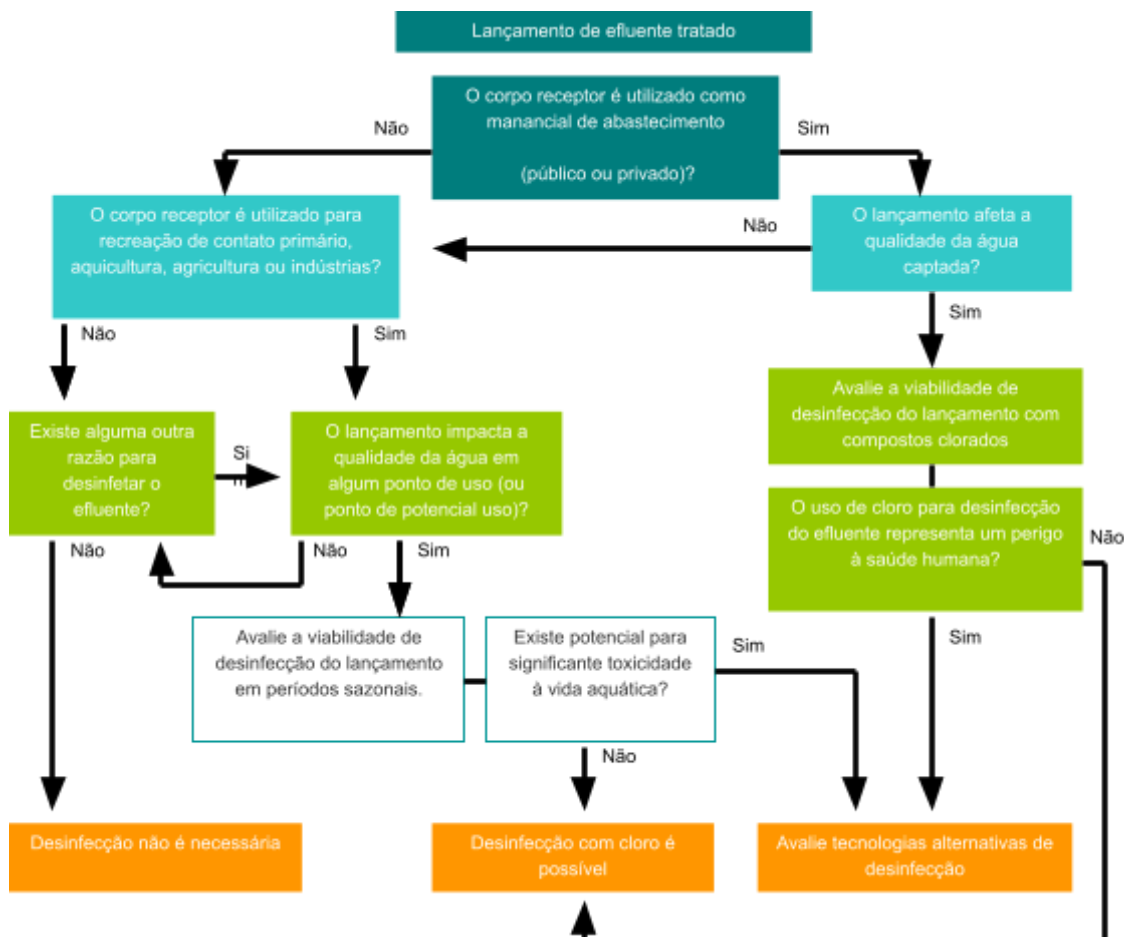 Lançamento de efluente tratado
O corpo receptor é utilizado como
manancial de abastecimento
(público ou privado)?
Não
Sim
O corpo receptor é utilizado para
recreação de contato primário,
aquicultura, agricultura ou indústrias?
Não
O lançamento afeta a
qualidade da água
captada?
Não
Sim
Sim
Avalie a viabilidade de
desinfecção do lançamento com
compostos clorados
Existe alguma outra
razão para
desinfetar o
efluente?
Si
O lançamento impacta a
qualidade da água em
algum ponto de uso (ou
ponto de potencial uso)?
O uso de cloro para desinfecção
do efluente representa um perigo
à saúde humana?
Não
Não
Não
Sim
Avalie a viabilidade de
desinfecção do lançamento
em períodos sazonais.
Existe potencial para
significante toxicidade
à vida aquática?
Sim
Sim
Não
Desinfecção não é necessária
Desinfecção com cloro é
possível
Avalie tecnologias alternativas de
desinfecção